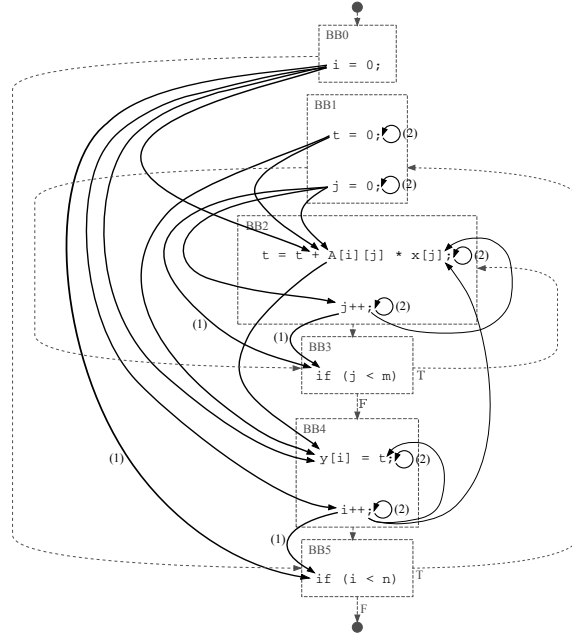 BB0
i = 0;
BB1
t = 0; (2)
j = 0; (2)
BB2
t = t + A[i][j] * x[j]; (2)
j++; (2)
(1) (1)
BB3
if (j < m) T
F
BB4
(1) y[i] = t; (2)
i++; (2)
(1)
BB5
if (i < n) T
F